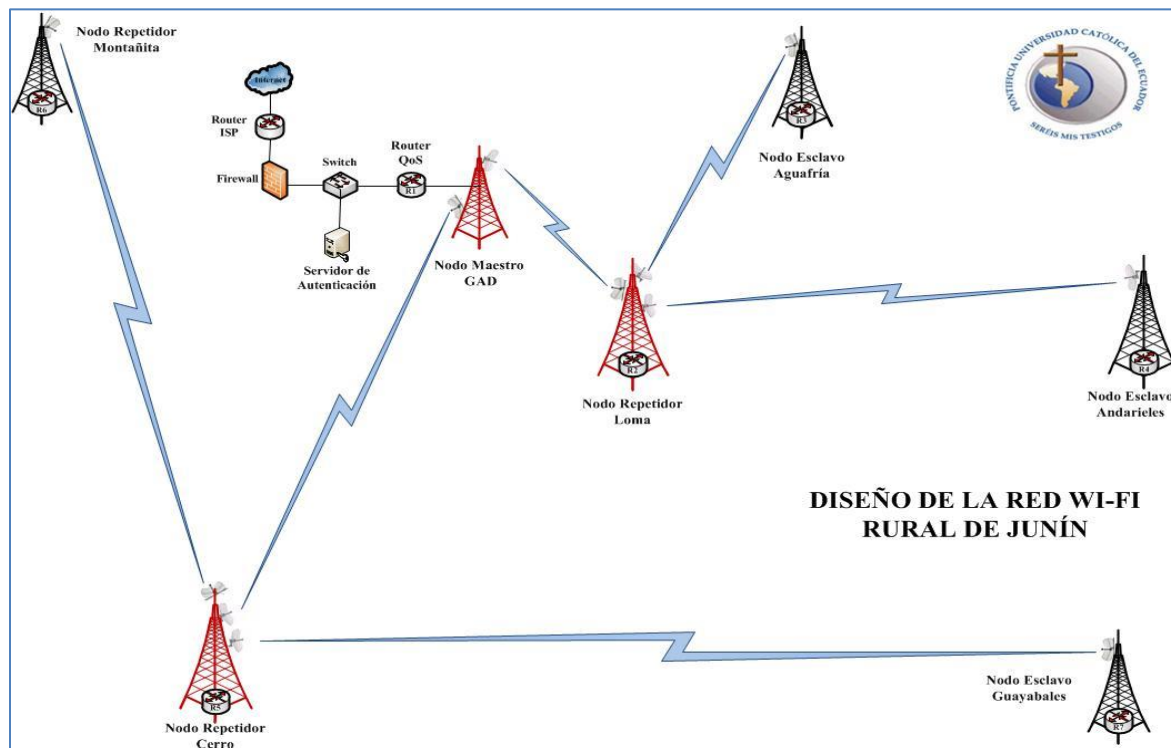 Nodo Repetidor
Montañita
R6
Internet
Router
ISP
Firewall
Switch
Router
QoS
R1
Servidor de
Autenticación
Nodo Maestro
GAD
R3
Nodo Esclavo
Aguafría
PONTIFICIA UNIVERSIDAD CATÓLICA DEL ECUADOR
SERÉIS MIS TESTIGOS
R2
Nodo Repetidor
Loma
R4
Nodo Esclavo
Andarieles
DISEÑO DE LA RED WI-FI
RURAL DE JUNÍN
R5
Nodo Repetidor
Cerro
Nodo Esclavo
Guayabales
R7